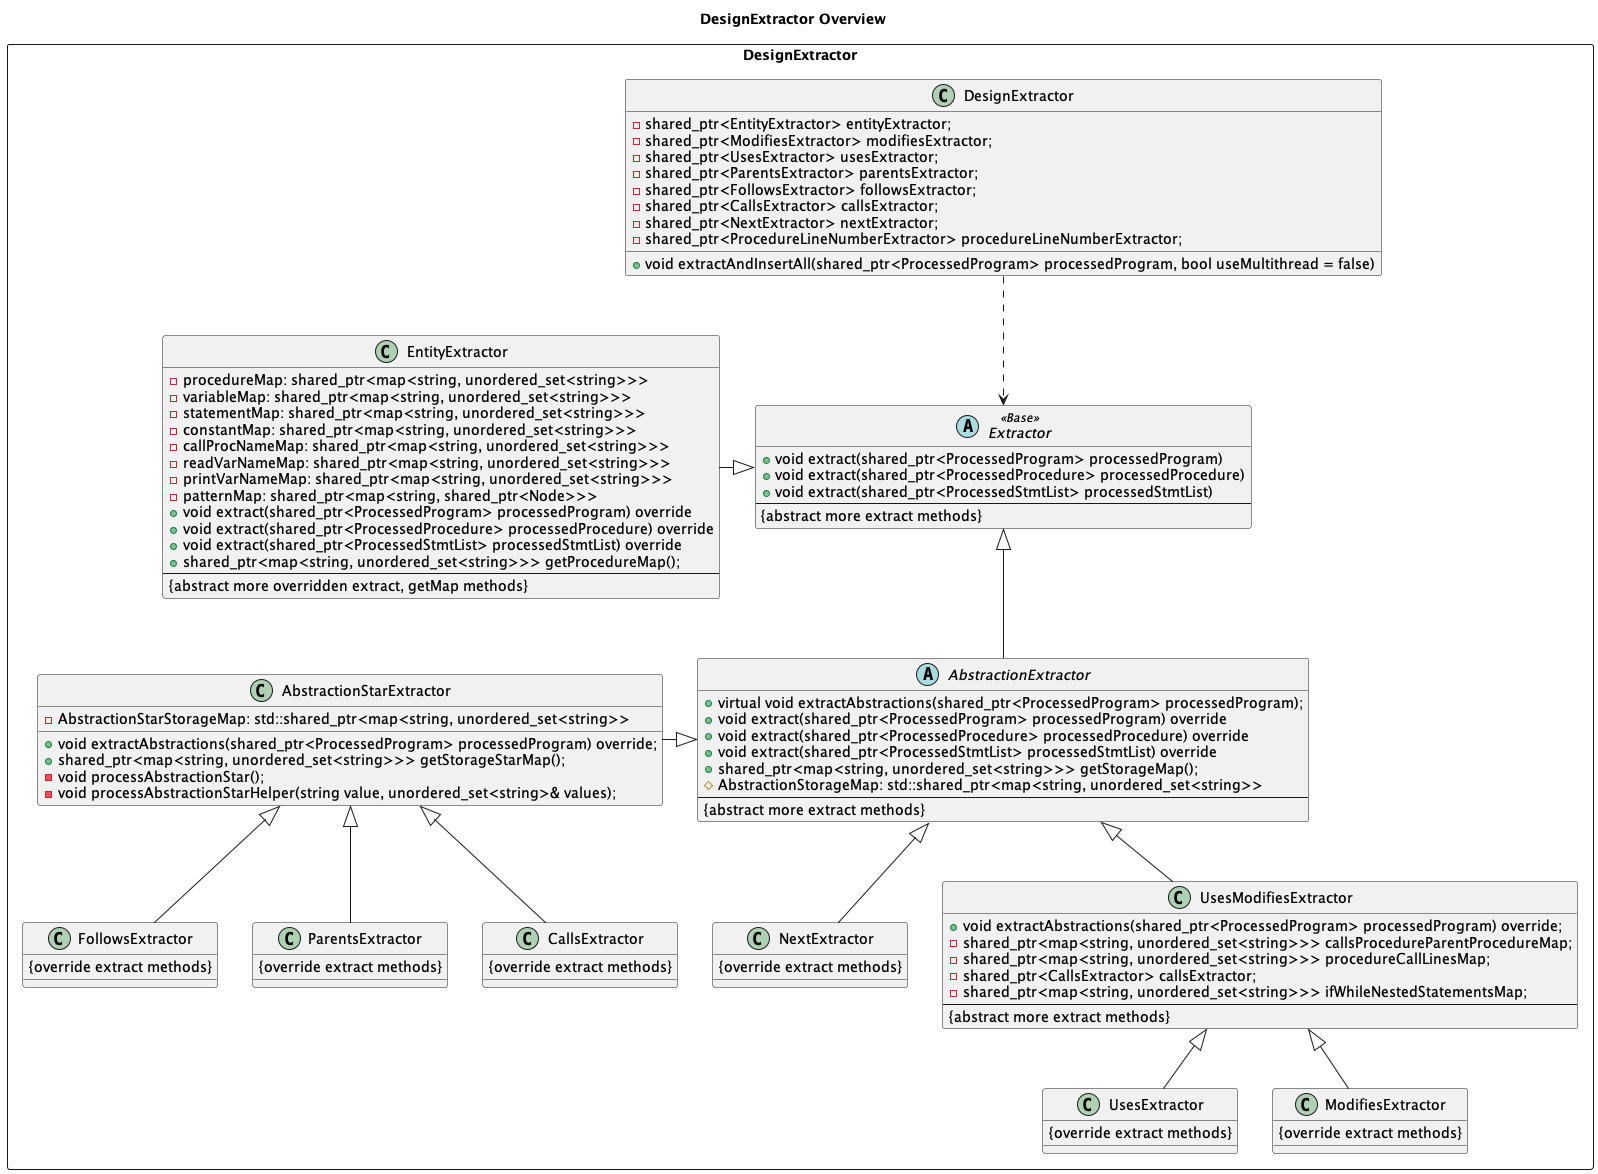 DesignExtractor Overview
DesignExtractor
C DesignExtractor
shared_ptr<EntityExtractor> entityExtractor;
shared_ptr<ModifiesExtractor> modifiesExtractor;
shared_ptr<UsesExtractor> usesExtractor;
shared_ptr<ParentsExtractor> parentsExtractor;
shared_ptr<FollowsExtractor> followsExtractor;
shared_ptr<CallsExtractor> callsExtractor;
shared_ptr<NextExtractor> nextExtractor;
shared_ptr<ProcedureLineNumberExtractor> procedureLineNumberExtractor;
void extractAndInsertAll(shared_ptr<ProcessedProgram> processedProgram, bool useMultithread = false)
C EntityExtractor
procedureMap: shared_ptr<map<string, unordered_set<string>>>
variableMap: shared_ptr<map<string, unordered_set<string>>>
statementMap: shared_ptr<map<string, unordered_set<string>>>
constantMap: shared_ptr<map<string, unordered_set<string>>>
callProcNameMap: shared_ptr<map<string, unordered_set<string>>>
readVarNameMap: shared_ptr<map<string, unordered_set<string>>>
printVarNameMap: shared_ptr<map<string, unordered_set<string>>>
patternMap: shared_ptr<map<string, shared_ptr<Node>>>
void extract(shared_ptr<ProcessedProgram> processedProgram) override
void extract(shared_ptr<ProcessedProcedure> processedProcedure) override
void extract(shared_ptr<ProcessedStmtList> processedStmtList) override
shared_ptr<map<string, unordered_set<string>>> getProcedureMap();
{abstract more overridden extract, getMap methods}
«Base»
A Extractor
void extract(shared_ptr<ProcessedProgram> processedProgram)
void extract(shared_ptr<ProcessedProcedure> processedProcedure)
void extract(shared_ptr<ProcessedStmtList> processedStmtList)
{abstract more extract methods}
C AbstractionStarExtractor
AbstractionStarStorageMap: std::shared_ptr<map<string, unordered_set<string>>
void extractAbstractions(shared_ptr<ProcessedProgram> processedProgram) override;
shared_ptr<map<string, unordered_set<string>>> getStorageStarMap();
void processAbstractionStar();
void processAbstractionStarHelper(string value, unordered_set<string>& values);
A AbstractionExtractor
virtual void extractAbstractions(shared_ptr<ProcessedProgram> processedProgram);
void extract(shared_ptr<ProcessedProgram> processedProgram) override
void extract(shared_ptr<ProcessedProcedure> processedProcedure) override
void extract(shared_ptr<ProcessedStmtList> processedStmtList) override
shared_ptr<map<string, unordered_set<string>>> getStorageMap();
AbstractionStorageMap: std::shared_ptr<map<string, unordered_set<string>>
{abstract more extract methods}
C FollowsExtractor
{override extract methods}
C ParentsExtractor
{override extract methods}
C CallsExtractor
{override extract methods}
C NextExtractor
{override extract methods}
C UsesModifiesExtractor
void extractAbstractions(shared_ptr<ProcessedProgram> processedProgram) override;
shared_ptr<map<string, unordered_set<string>>> callsProcedureParentProcedureMap;
shared_ptr<map<string, unordered_set<string>>> procedureCallLinesMap;
shared_ptr<CallsExtractor> callsExtractor;
shared_ptr<map<string, unordered_set<string>>> ifWhileNestedStatementsMap;
{abstract more extract methods}
C UsesExtractor
{override extract methods}
C ModifiesExtractor
{override extract methods}